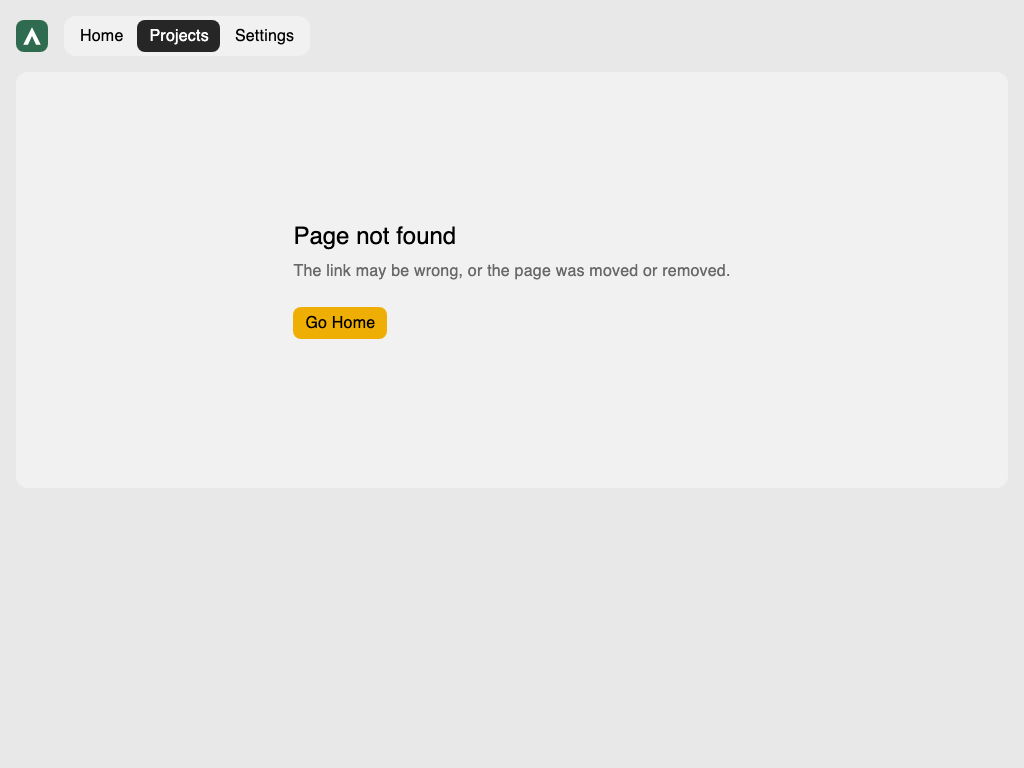 Home Projects Settings
Page not found
The link may be wrong, or the page was moved or removed.
Go Home